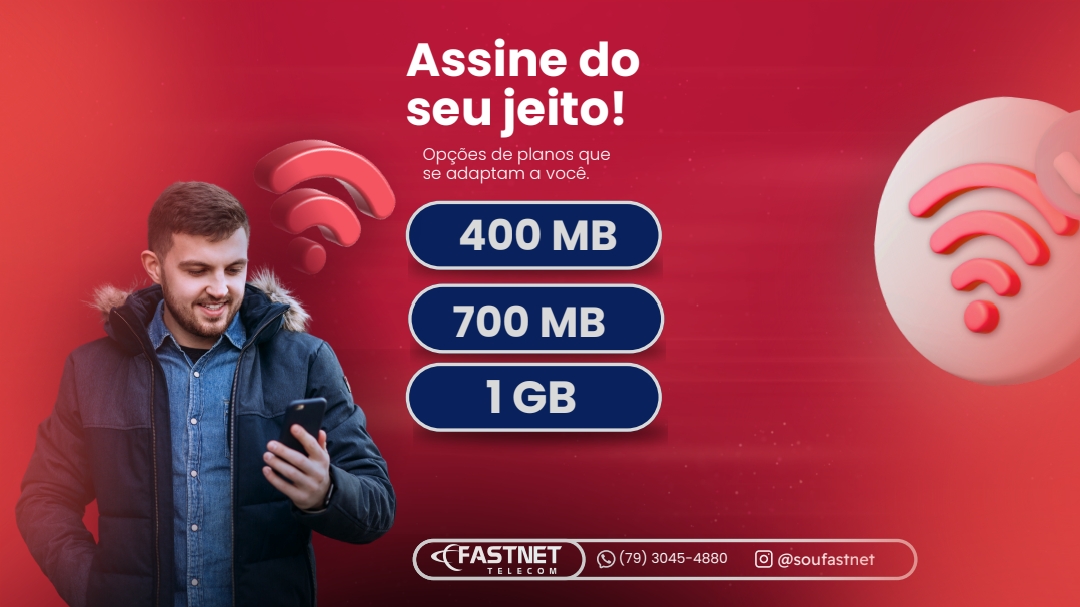 Assine do
seu jeito!
Opções de planos que
se adaptam a você.
400 MB
700 MB
1 GB
FASTNET
TELECOM
(79) 3045-4880
@soufastnet